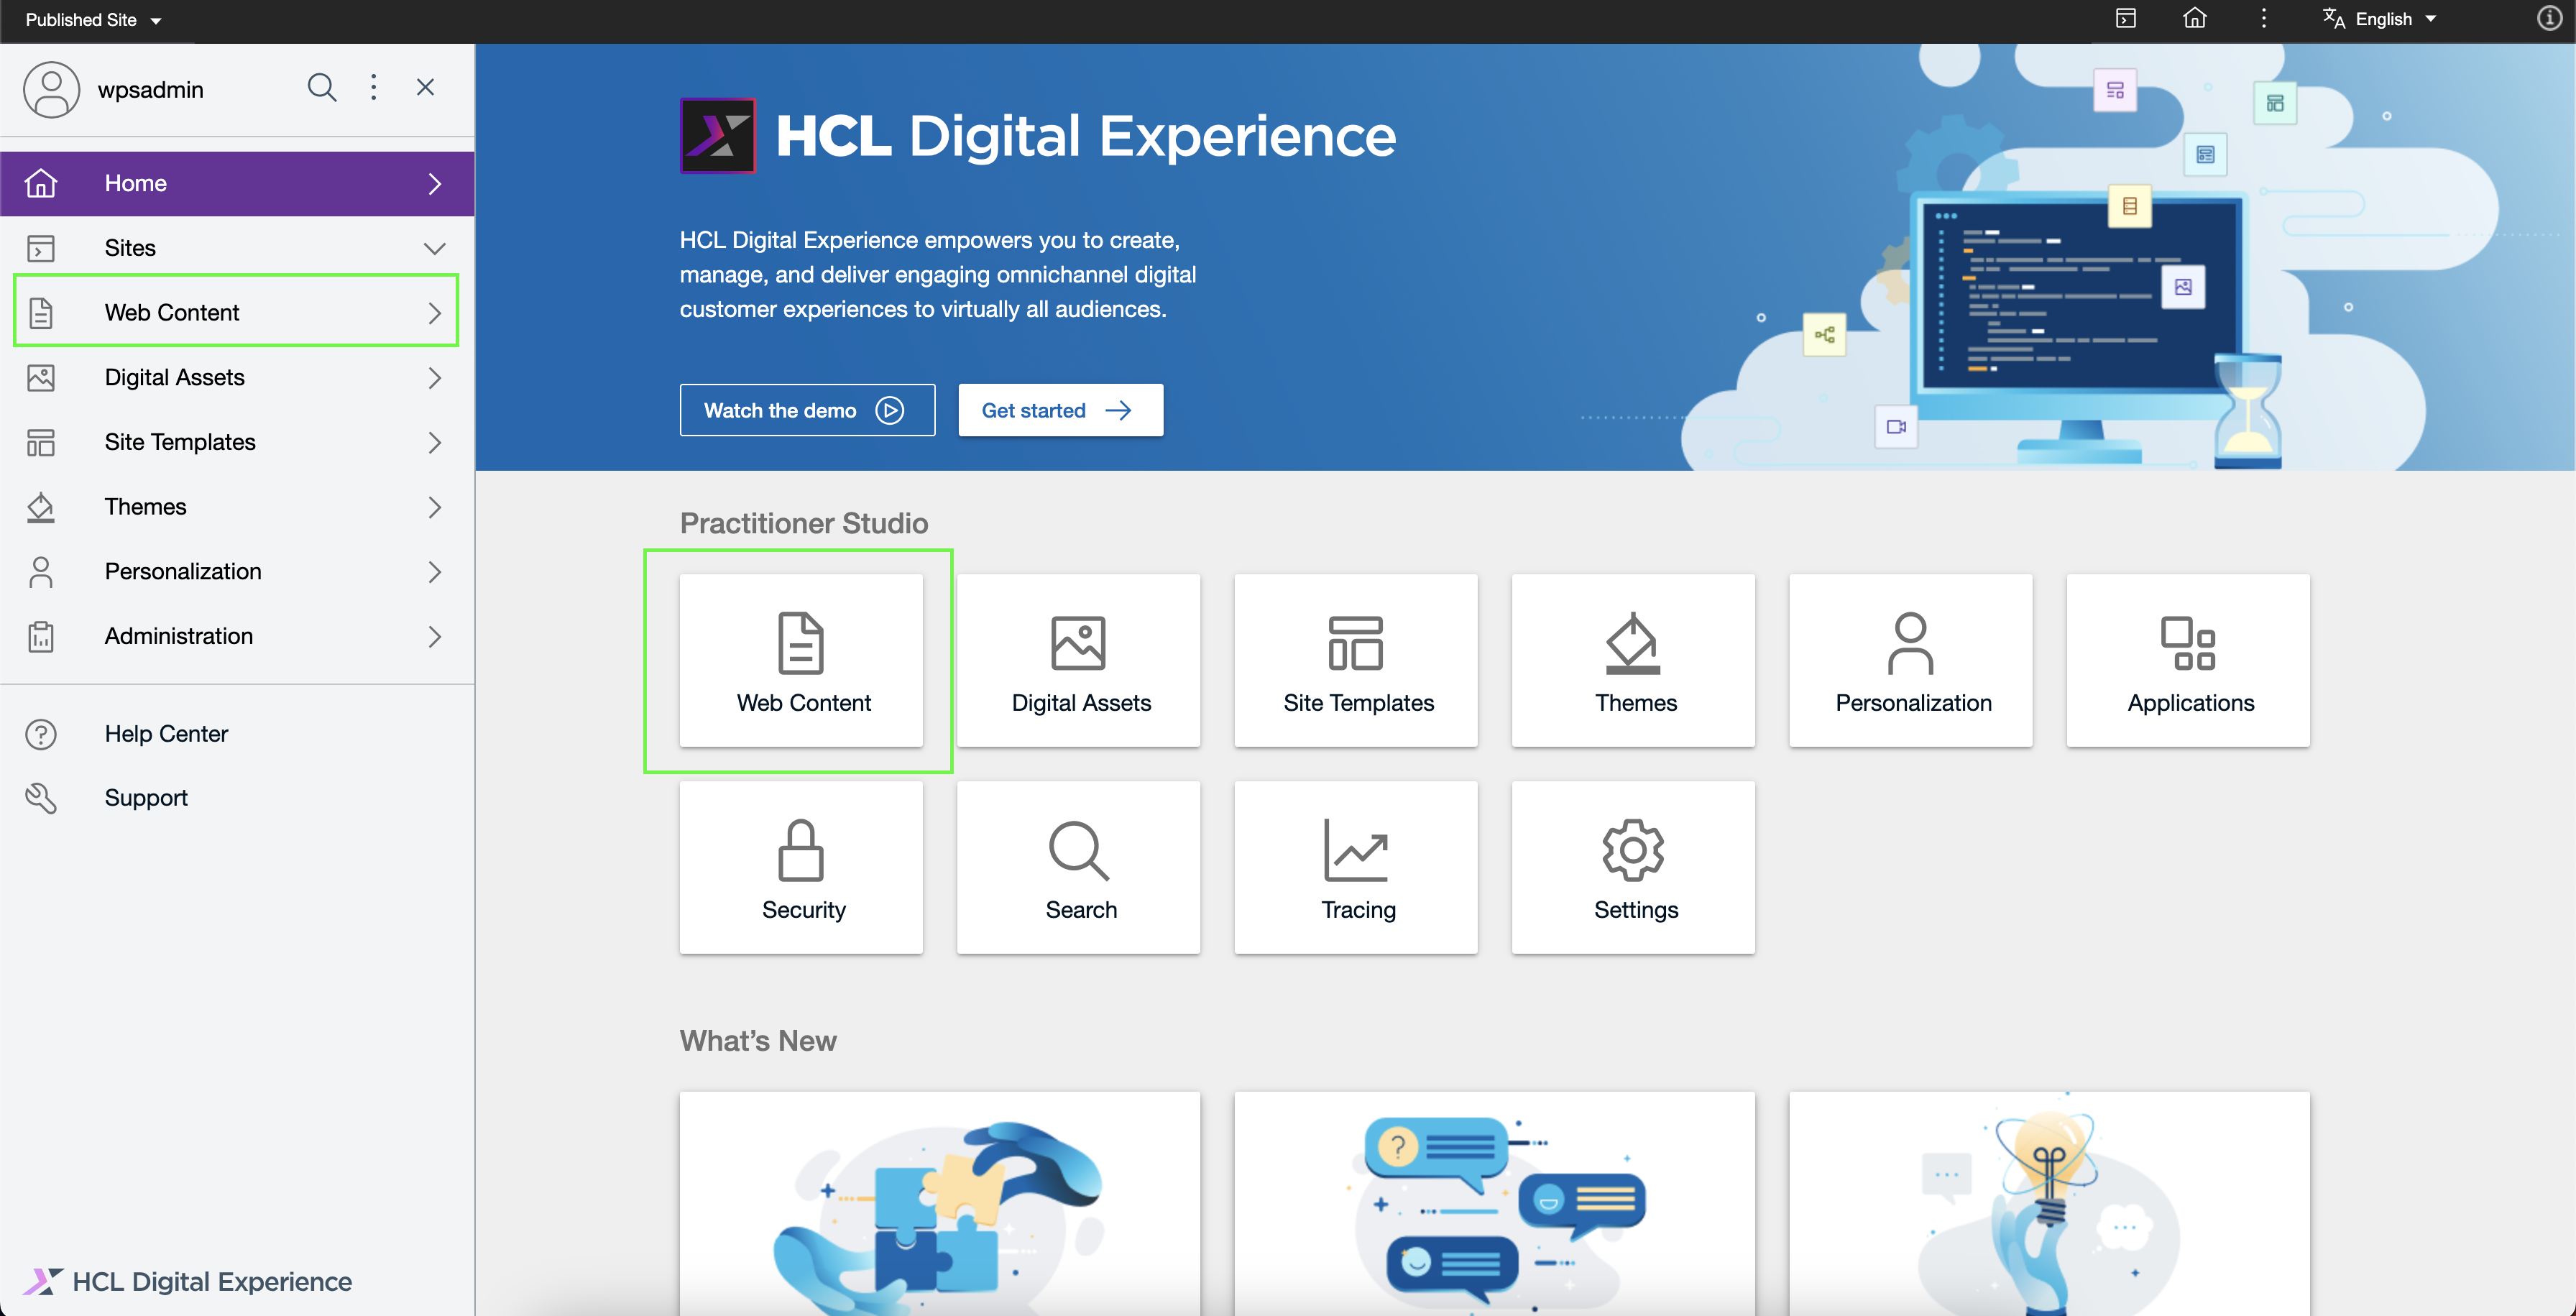 Published Site
English
wpsadmin
Home
Sites
Web Content
Digital Assets
Site Templates
Themes
Personalization
Administration
Help Center
Support
HCL Digital Experience
HCL Digital Experience
HCL Digital Experience empowers you to create,
manage, and deliver engaging omnichannel digital
customer experiences to virtually all audiences.
Watch the demo
Get started
Practitioner Studio
Web Content
Digital Assets
Site Templates
Themes
Personalization
Applications
Security
Search
Tracing
Settings
What’s New